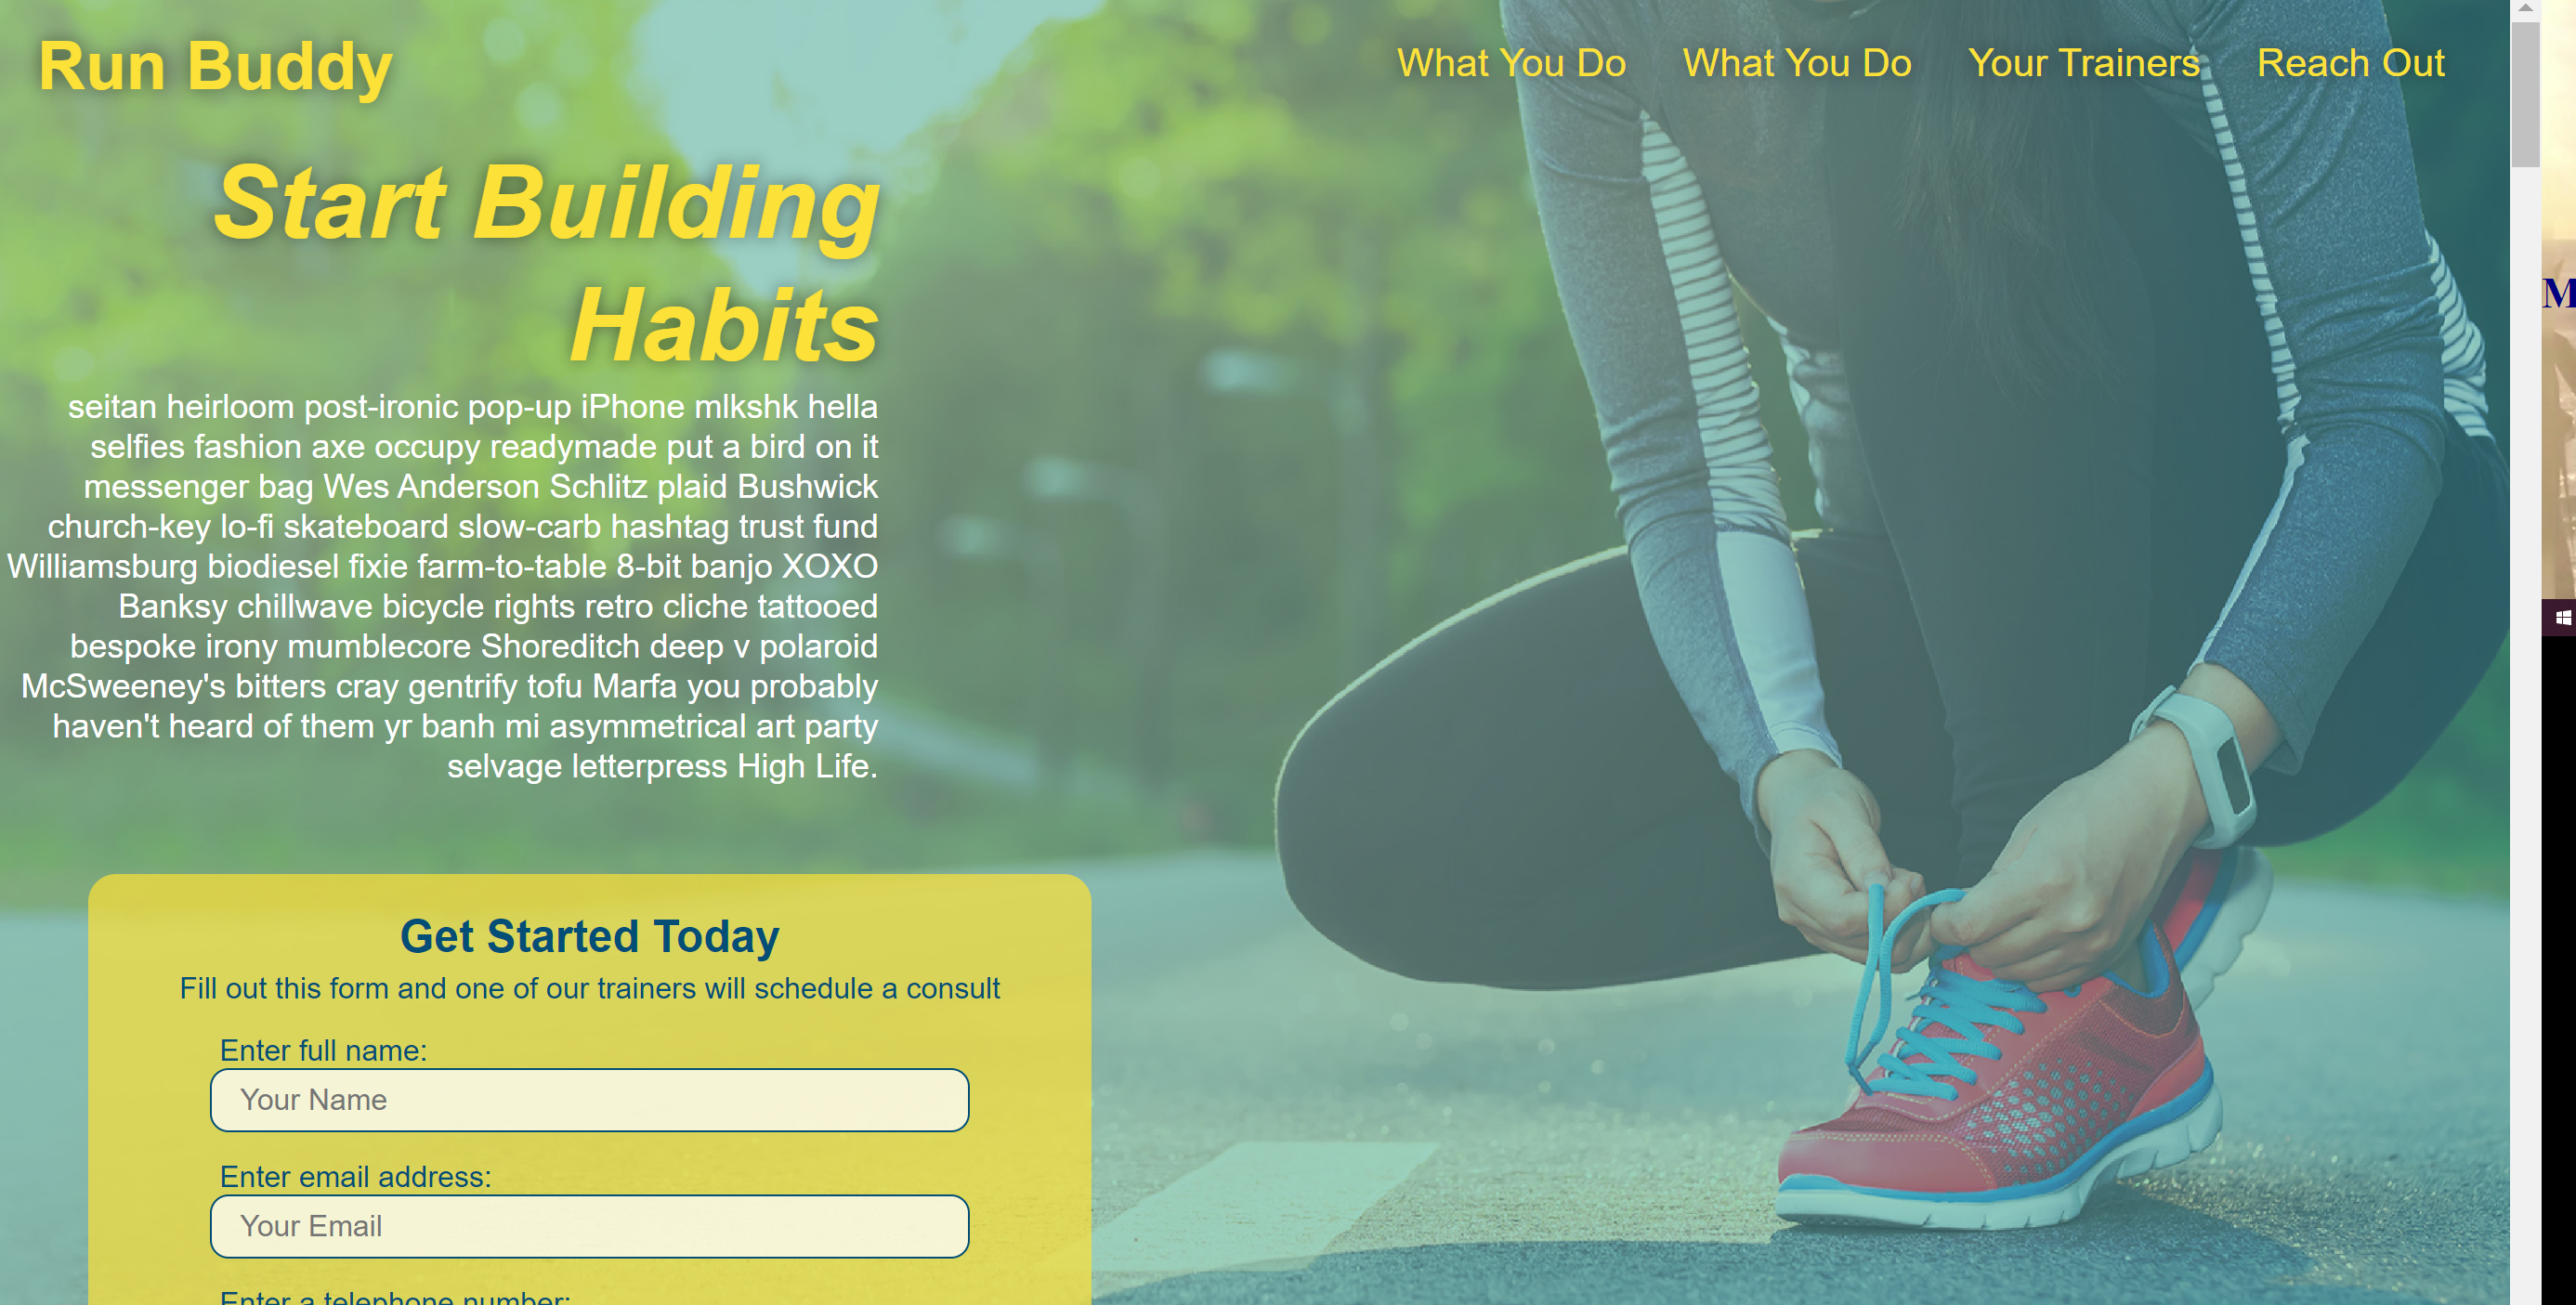 Run Buddy
What You Do
What You Do
Your Trainers
Reach Out
Start Building
Habits
seitan heirloom post-ironic pop-up iPhone mlkshk hella
selfies fashion axe occupy readymade put a bird on it
messenger bag Wes Anderson Schlitz plaid Bushwick
church-key lo-fi skateboard slow-carb hashtag trust fund
Williamsburg biodiesel fixie farm-to-table 8-bit banjo XOXO
Banksy chillwave bicycle rights retro cliche tattooed
bespoke irony mumblecore Shoreditch deep v polaroid
McSweeney's bitters cray gentrify tofu Marfa you probably
haven't heard of them yr banh mi asymmetrical art party
selvage letterpress High Life.
Get Started Today
Fill out this form and one of our trainers will schedule a consult
Enter full name:
Your Name
Enter email address:
Your Email
Enter a telephone number:
M